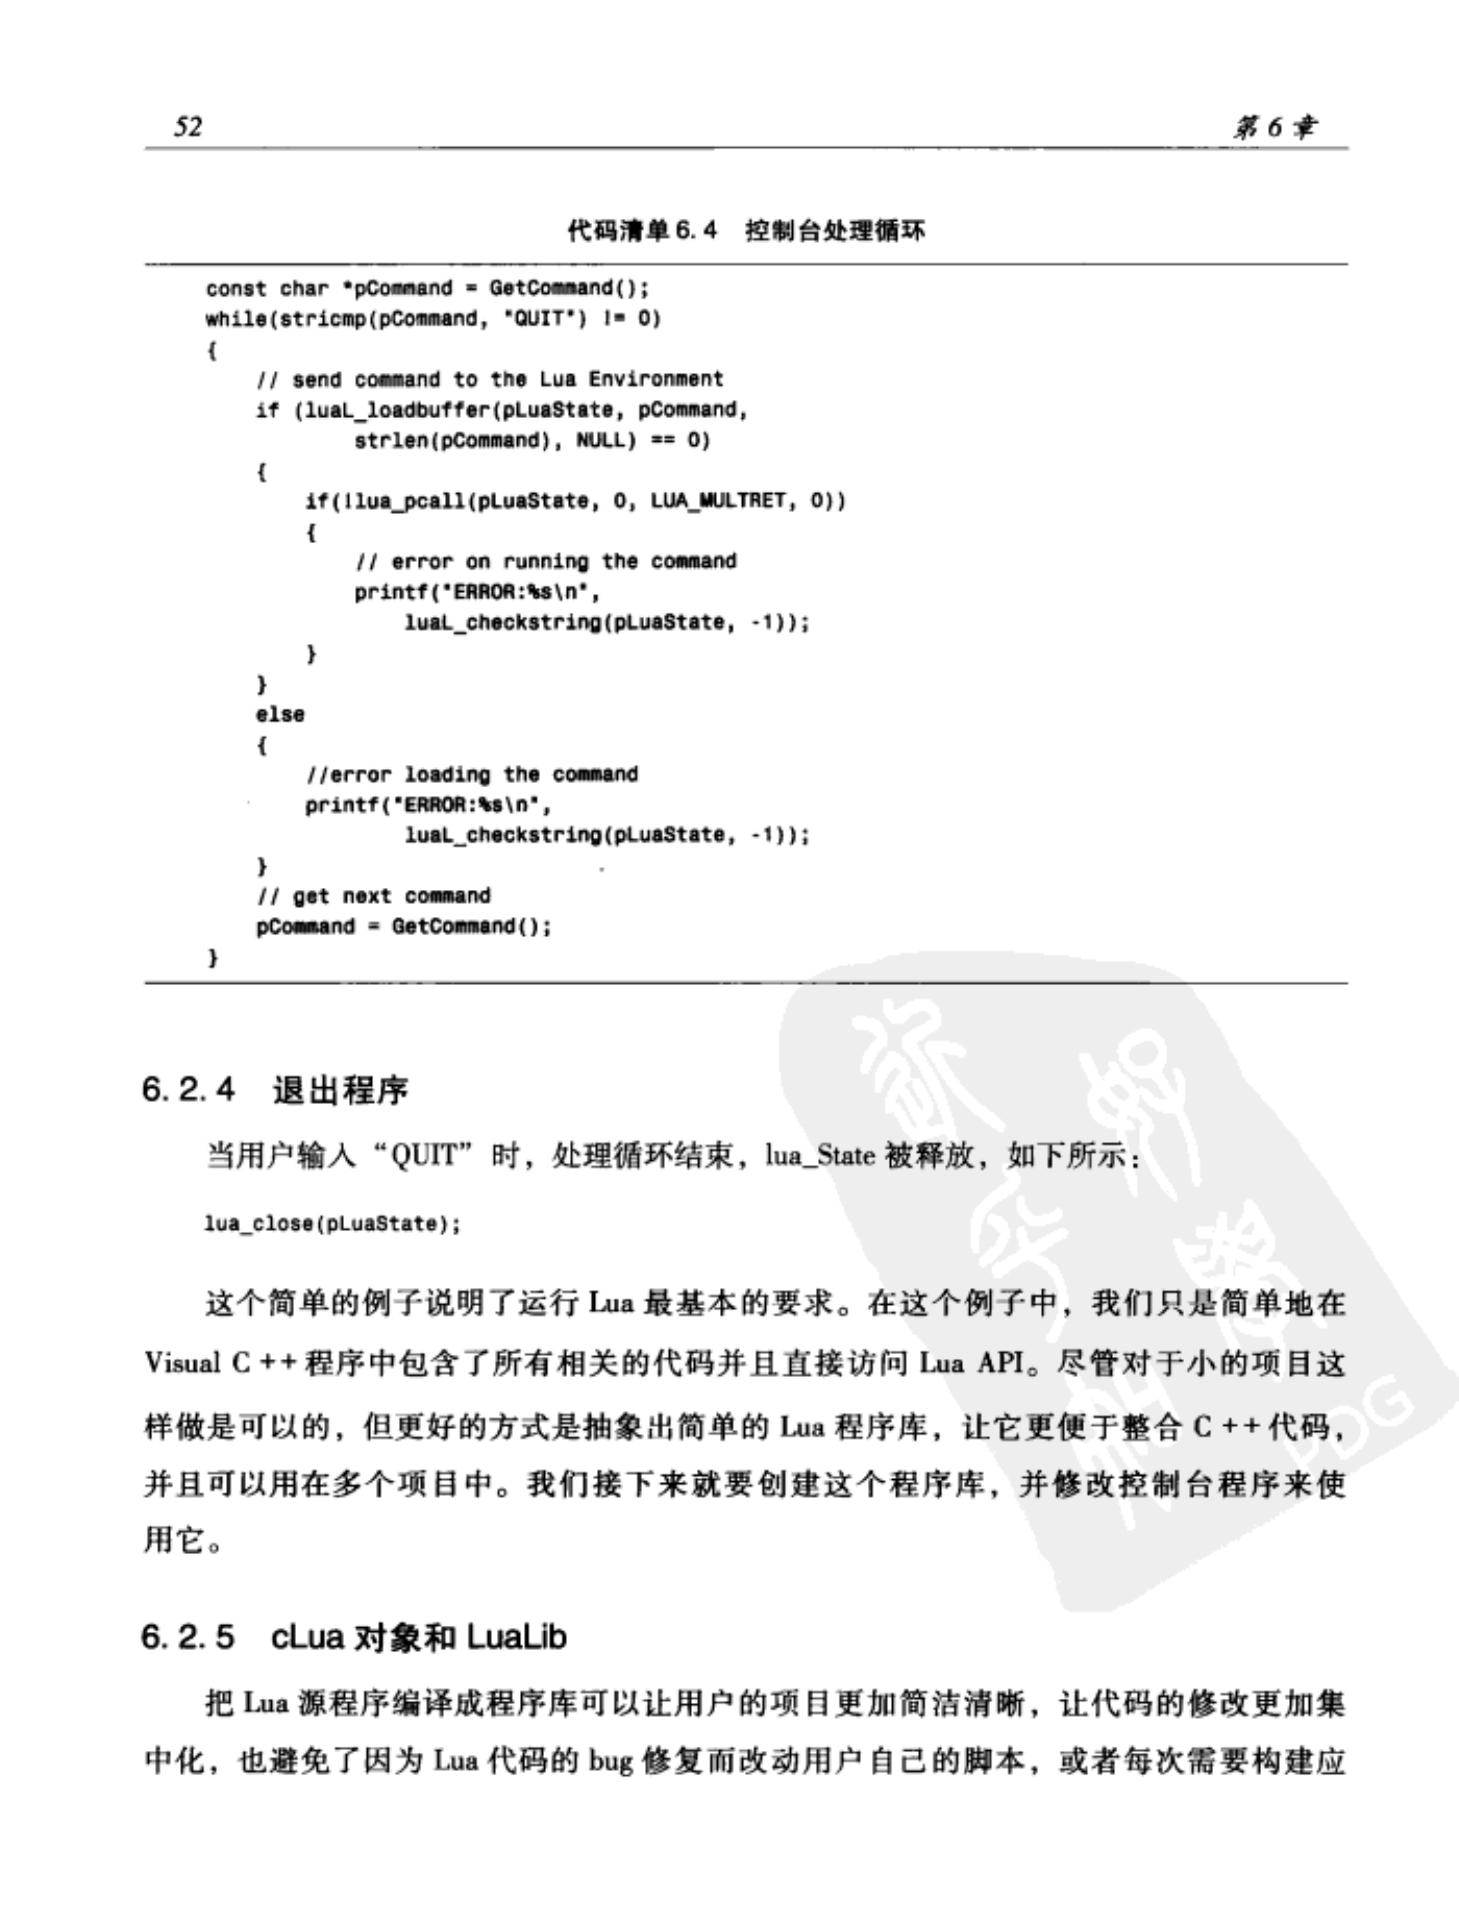 52 第6章
代码清单6.4 控制台处理循环
const char *pCommand = GetCommand();
while(stricmp(pCommand, "QUIT") != 0)
{
// send command to the Lua Environment
if (luaL_loadbuffer(pLuaState, pCommand,
strlen(pCommand), NULL) == 0)
{
if(!lua_pcall(pLuaState, 0, LUA_MULTRET, 0))
{
// error on running the command
printf("ERROR:%s\n",
luaL_checkstring(pLuaState, -1));
}
}
else
{
//error loading the command
printf("ERROR:%s\n",
luaL_checkstring(pLuaState, -1));
}
// get next command
pCommand = GetCommand();
}
6.2.4 退出程序
当用户输入“QUIT”时，处理循环结束，lua_State 被释放，如下所示：
lua_close(pLuaState);
这个简单的例子说明了运行 Lua 最基本的要求。在这个例子中，我们只是简单地在
Visual C ++ 程序中包含了所有相关的代码并且直接访问 Lua API。尽管对于小的项目这
样做是可以的，但更好的方式是抽象出简单的 Lua 程序库，让它更便于整合 C ++ 代码，
并且可以用在多个项目中。我们接下来就要创建这个程序库，并修改控制台程序来使
用它。
PDG
6.2.5 cLua 对象和 LuaLib
把 Lua 源程序编译成程序库可以让用户的项目更加简洁清晰，让代码的修改更加集
中化，也避免了因为 Lua 代码的 bug 修复而改动用户自己的脚本，或者每次需要构建应